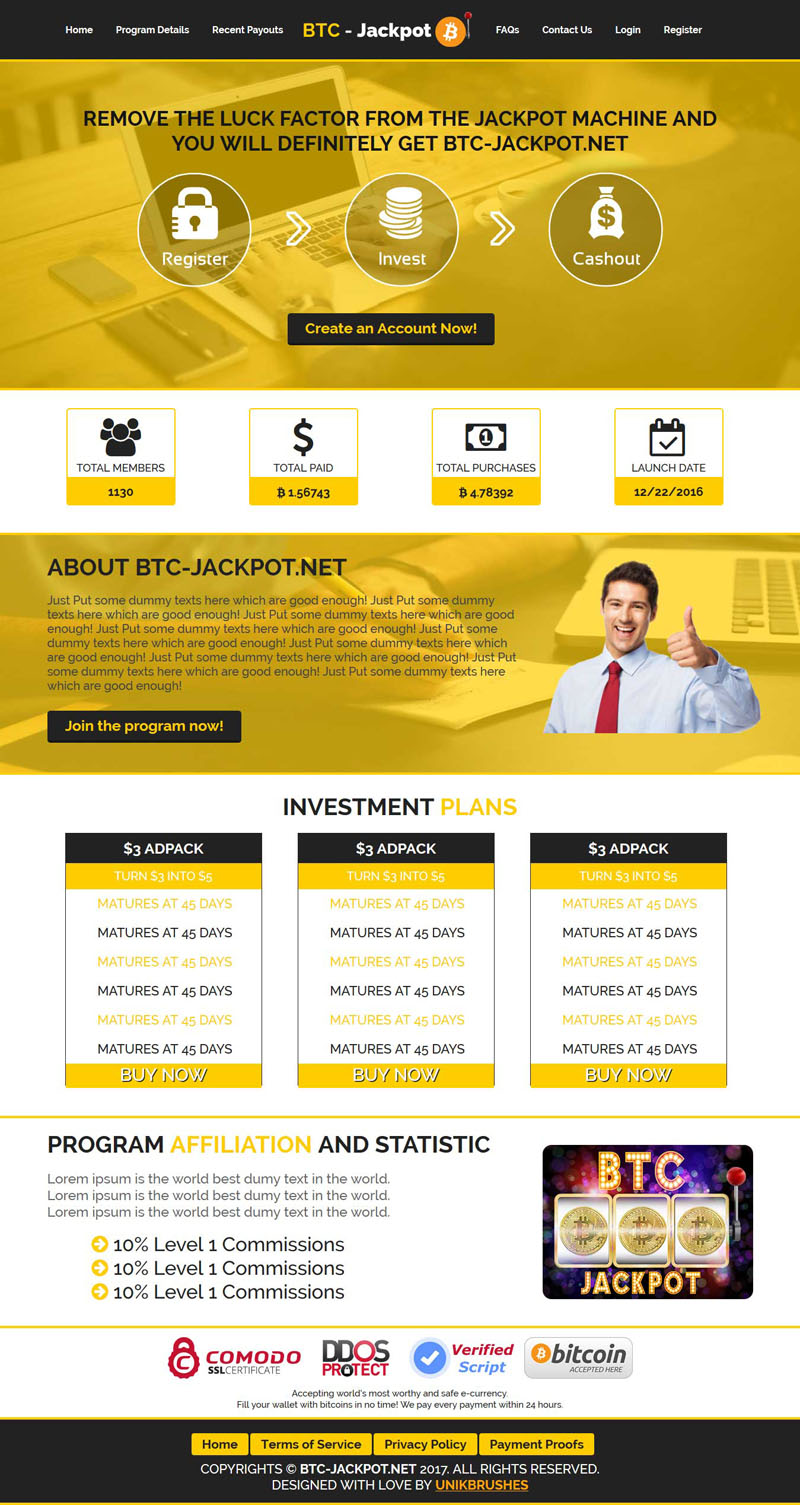 Home Program Details Recent Payouts BTC - Jackpot FAQs Contact Us Login Register
REMOVE THE LUCK FACTOR FROM THE JACKPOT MACHINE AND
YOU WILL DEFINITELY GET BTC-JACKPOT.NET
Register Invest Cashout
Create an Account Now!
TOTAL MEMBERS
1130
TOTAL PAID
₿ 1.56743
TOTAL PURCHASES
₿ 4.78392
LAUNCH DATE
12/22/2016
ABOUT BTC-JACKPOT.NET
Just Put some dummy texts here which are good enough! Just Put some dummy
texts here which are good enough! Just Put some dummy texts here which are good
enough! Just Put some dummy texts here which are good enough! Just Put some
dummy texts here which are good enough! Just Put some dummy texts here which
are good enough! Just Put some dummy texts here which are good enough! Just Put
some dummy texts here which are good enough! Just Put some dummy texts here
which are good enough!
Join the program now!
INVESTMENT PLANS
$3 ADPACK
TURN $3 INTO $5
MATURES AT 45 DAYS
MATURES AT 45 DAYS
MATURES AT 45 DAYS
MATURES AT 45 DAYS
MATURES AT 45 DAYS
MATURES AT 45 DAYS
BUY NOW
$3 ADPACK
TURN $3 INTO $5
MATURES AT 45 DAYS
MATURES AT 45 DAYS
MATURES AT 45 DAYS
MATURES AT 45 DAYS
MATURES AT 45 DAYS
MATURES AT 45 DAYS
BUY NOW
$3 ADPACK
TURN $3 INTO $5
MATURES AT 45 DAYS
MATURES AT 45 DAYS
MATURES AT 45 DAYS
MATURES AT 45 DAYS
MATURES AT 45 DAYS
MATURES AT 45 DAYS
BUY NOW
PROGRAM AFFILIATION AND STATISTIC
Lorem ipsum is the world best dumy text in the world.
Lorem ipsum is the world best dumy text in the world.
Lorem ipsum is the world best dumy text in the world.
10% Level 1 Commissions
10% Level 1 Commissions
10% Level 1 Commissions
BTC
JACKPOT
COMODO
SSLCERTIFICATE
DDOS
PROTECT
Verified
Script
bitcoin
ACCEPTED HERE
Accepting world's most worthy and safe e-currency.
Fill your wallet with bitcoins in no time! We pay every payment within 24 hours.
Home Terms of Service Privacy Policy Payment Proofs
COPYRIGHTS © BTC-JACKPOT.NET 2017. ALL RIGHTS RESERVED.
DESIGNED WITH LOVE BY UNIKBRUSHES